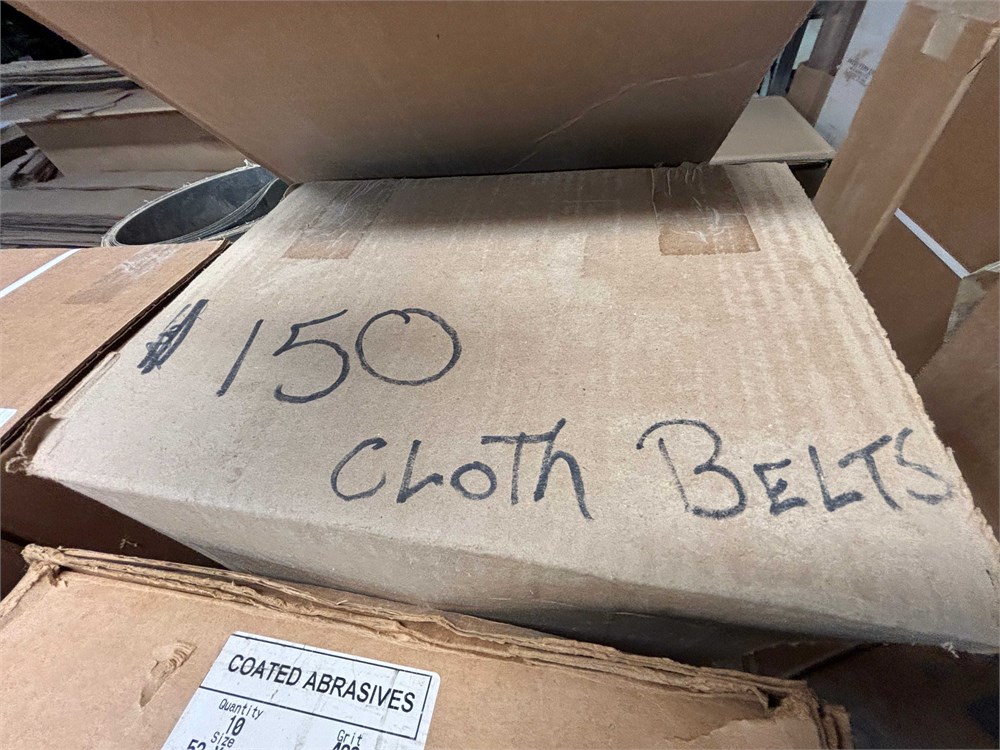 150
CLOTH BELTS
COATED ABRASIVES
Quantity
10
Size
Grit